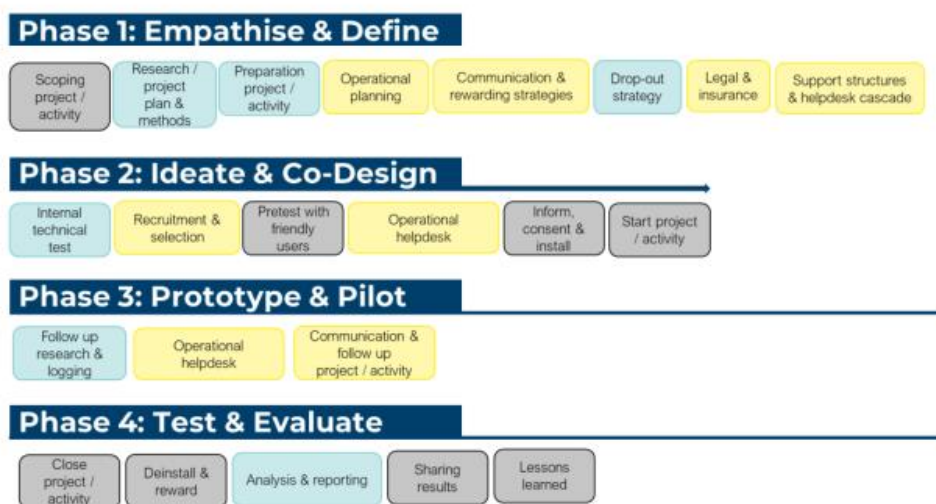 Phase 1: Empathise & Define
Scoping
project /
activity
Research /
project
plan &
methods
Preparation
project /
activity
Operational
planning
Communication &
rewarding strategies
Drop-out
strategy
Legal &
insurance
Support structures
& helpdesk cascade
Phase 2: Ideate & Co-Design
Internal
technical
test
Recruitment &
selection
Pretest with
friendly
users
Operational
helpdesk
Inform,
consent &
install
Start project
/ activity
Phase 3: Prototype & Pilot
Follow up
research &
logging
Operational
helpdesk
Communication &
follow up
project / activity
Phase 4: Test & Evaluate
Close
project /
activity
Deinstall &
reward
Analysis & reporting
Sharing
results
Lessons
learned